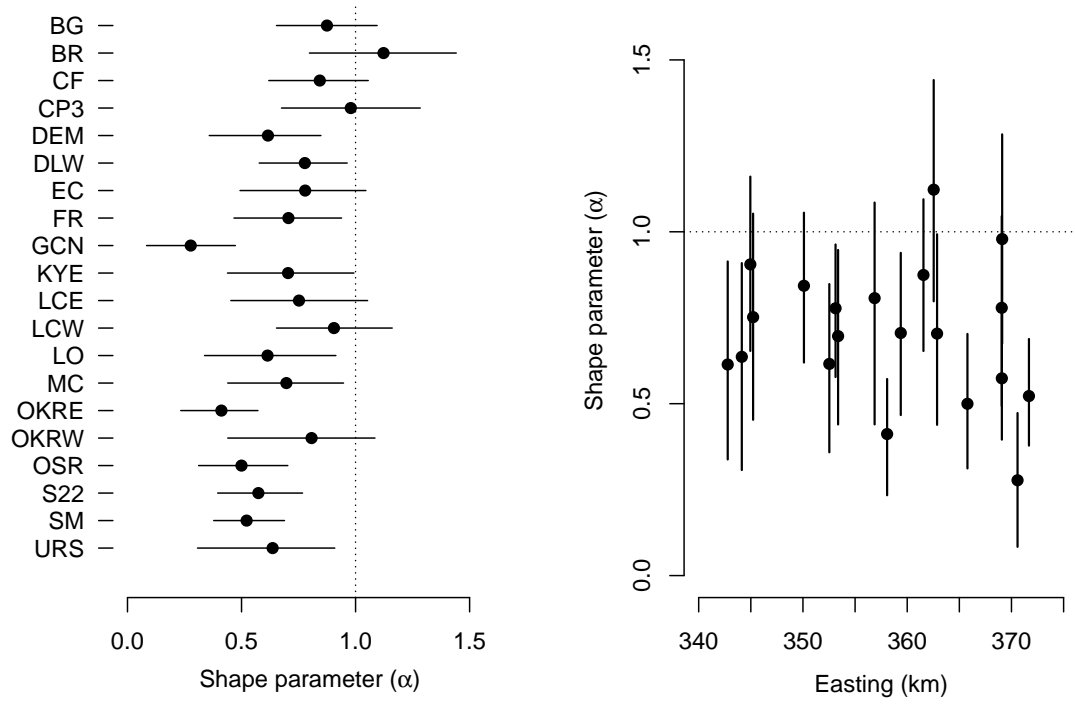 BG
BR
CF
CP3
DEM
DLW
EC
FR
GCN
KYE
LCE
LCW
LO
MC
OKRE
OKRW
OSR
S22
SM
URS
0.0 0.5 1.0 1.5
Shape parameter (α)
1.5
1.0
0.5
0.0
Shape parameter (α)
340 350 360 370
Easting (km)